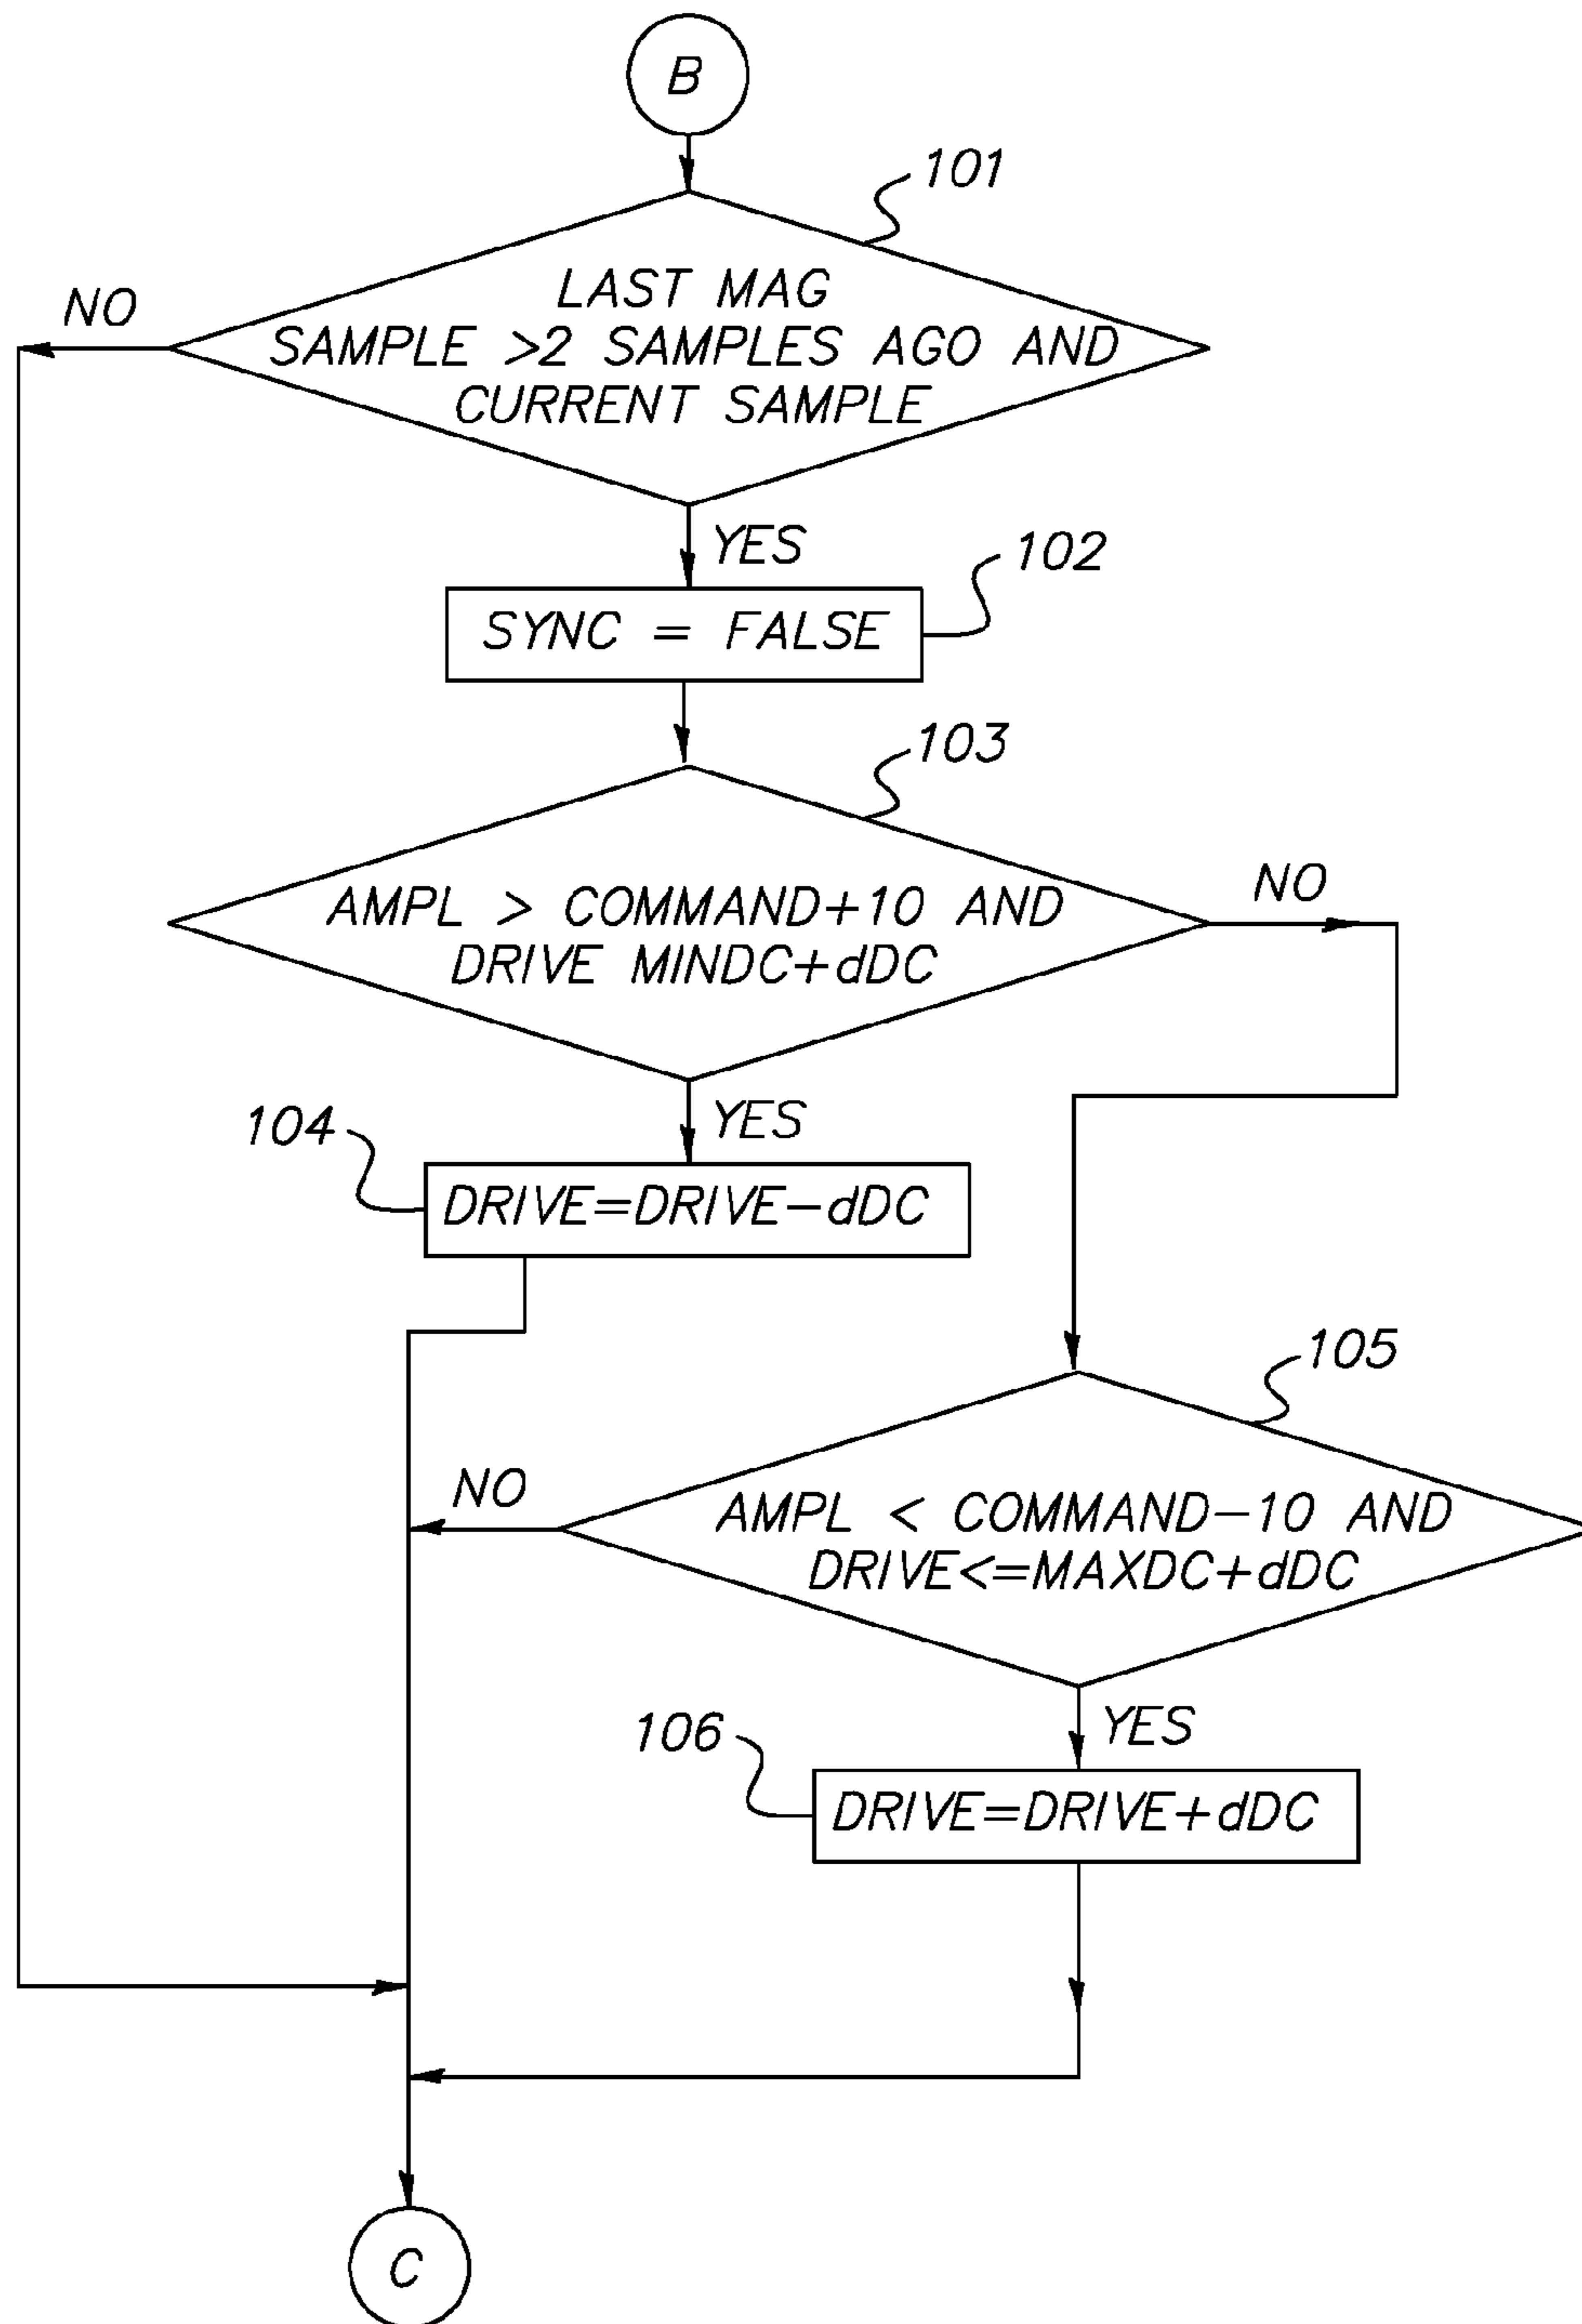 B
101
LAST MAG
NO
SAMPLE >2 SAMPLES AGO AND
CURRENT SAMPLE
YES
102
SYNC = FALSE
103
NO
AMPL > COMMAND+10 AND
DRIVE MINDC+dDC
YES
104
DRIVE=DRIVE-dDC
105
NO
AMPL < COMMAND-10 AND
DRIVE<=MAXDC+dDC
YES
106
DRIVE=DRIVE+dDC
C